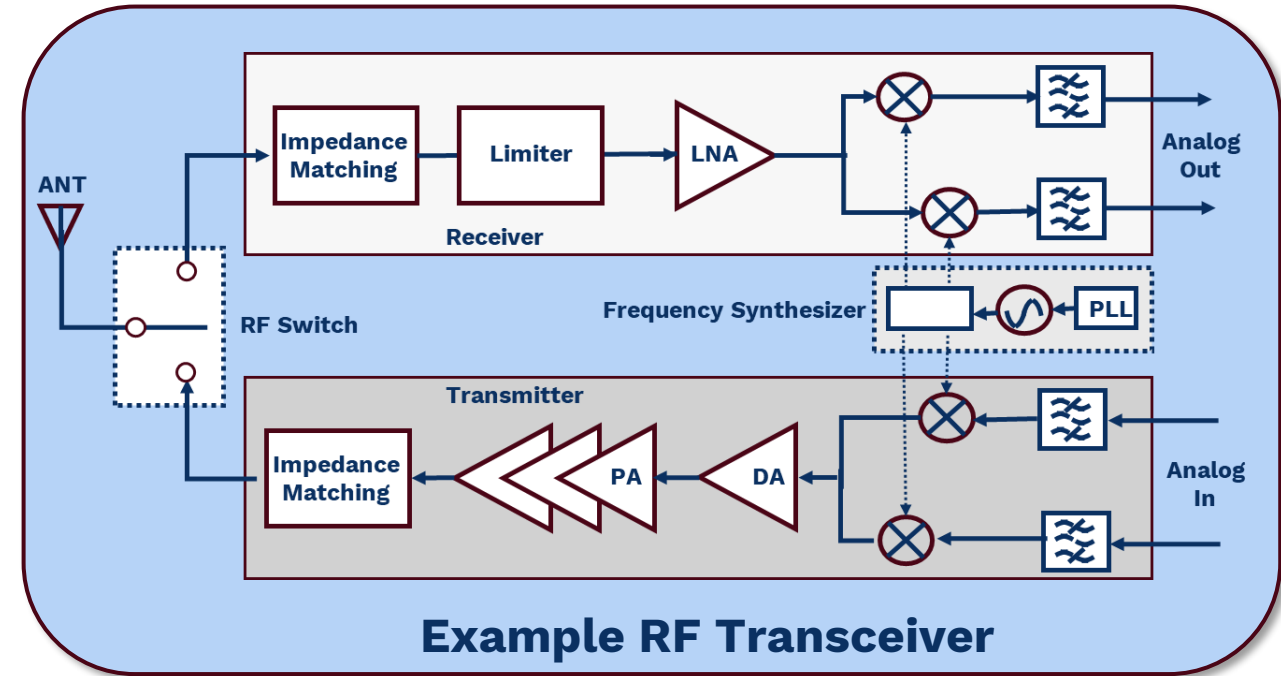 ANT
Impedance
Matching
Limiter
LNA
Analog
Out
Receiver
RF Switch
Frequency Synthesizer
PLL
Transmitter
Impedance
Matching
PA
DA
Analog
In
Example RF Transceiver